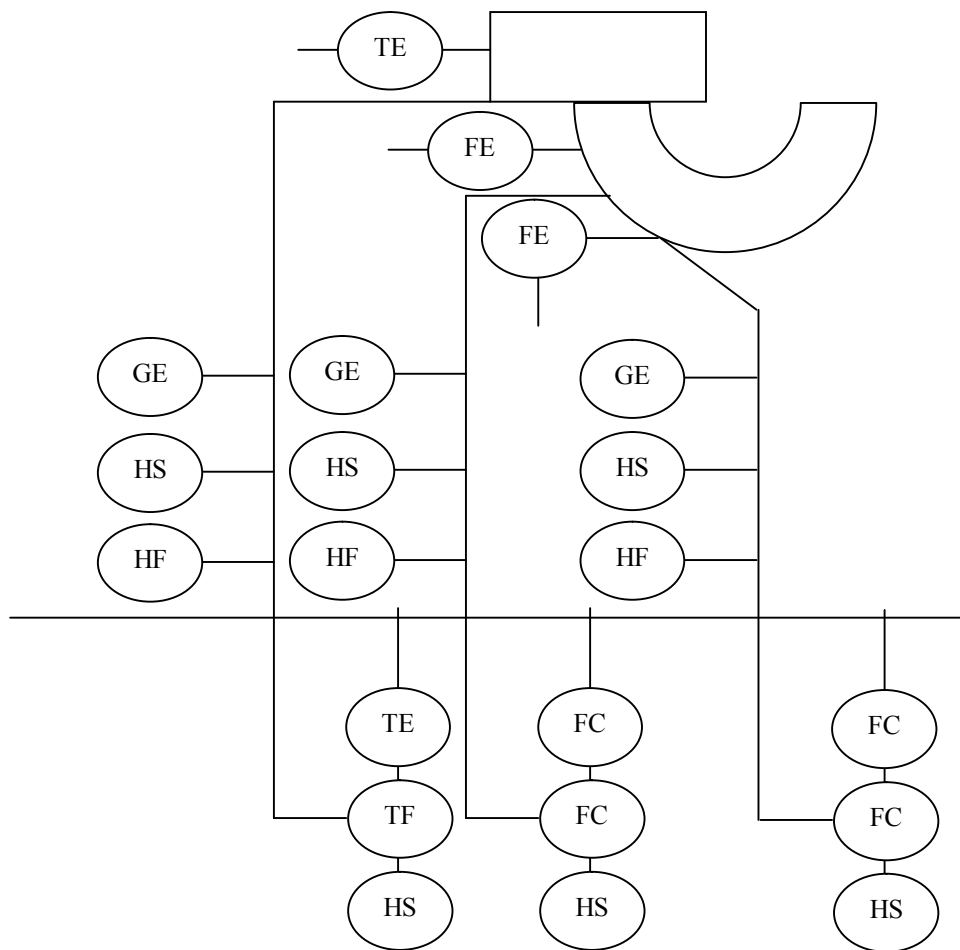 TE
FE
FE
GE GE GE
HS HS HS
HF HF HF
TE FC FC
TF FC FC
HS HS HS